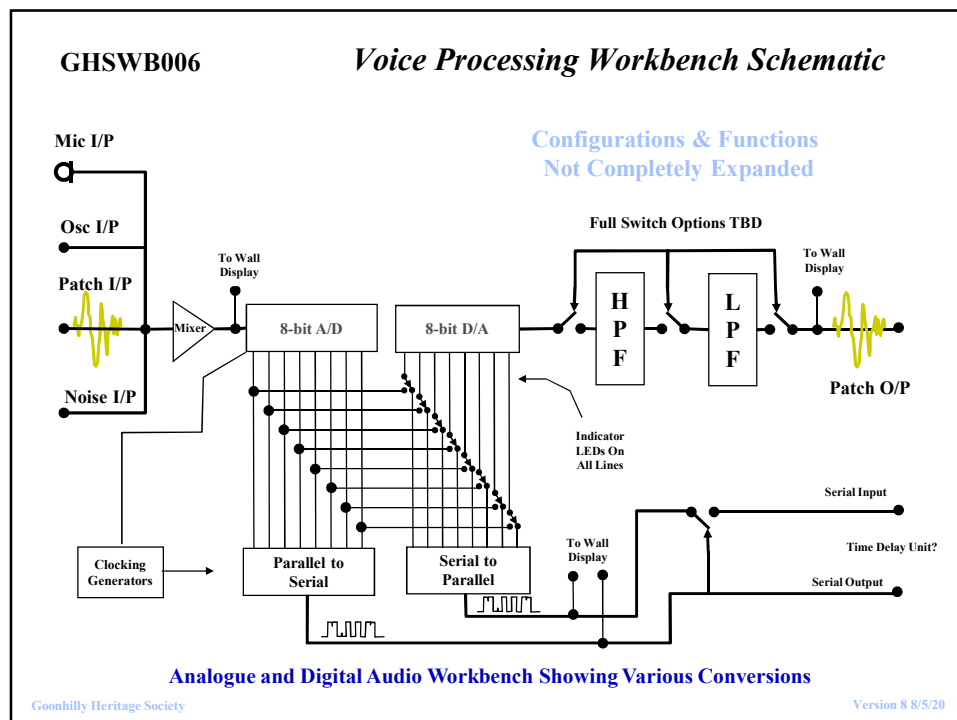 GHSWB006
Voice Processing Workbench Schematic
Configurations & Functions
Not Completely Expanded
Mic I/P
Osc I/P
Patch I/P
Noise I/P
To Wall
Display
Mixer
8-bit A/D
8-bit D/A
Full Switch Options TBD
H
P
F
L
P
F
To Wall
Display
Patch O/P
Indicator
LEDs On
All Lines
Serial Input
Time Delay Unit?
Serial Output
To Wall
Display
Clocking
Generators
Parallel to
Serial
Serial to
Parallel
Analogue and Digital Audio Workbench Showing Various Conversions
Goonhilly Heritage Society
Version 8 8/5/20